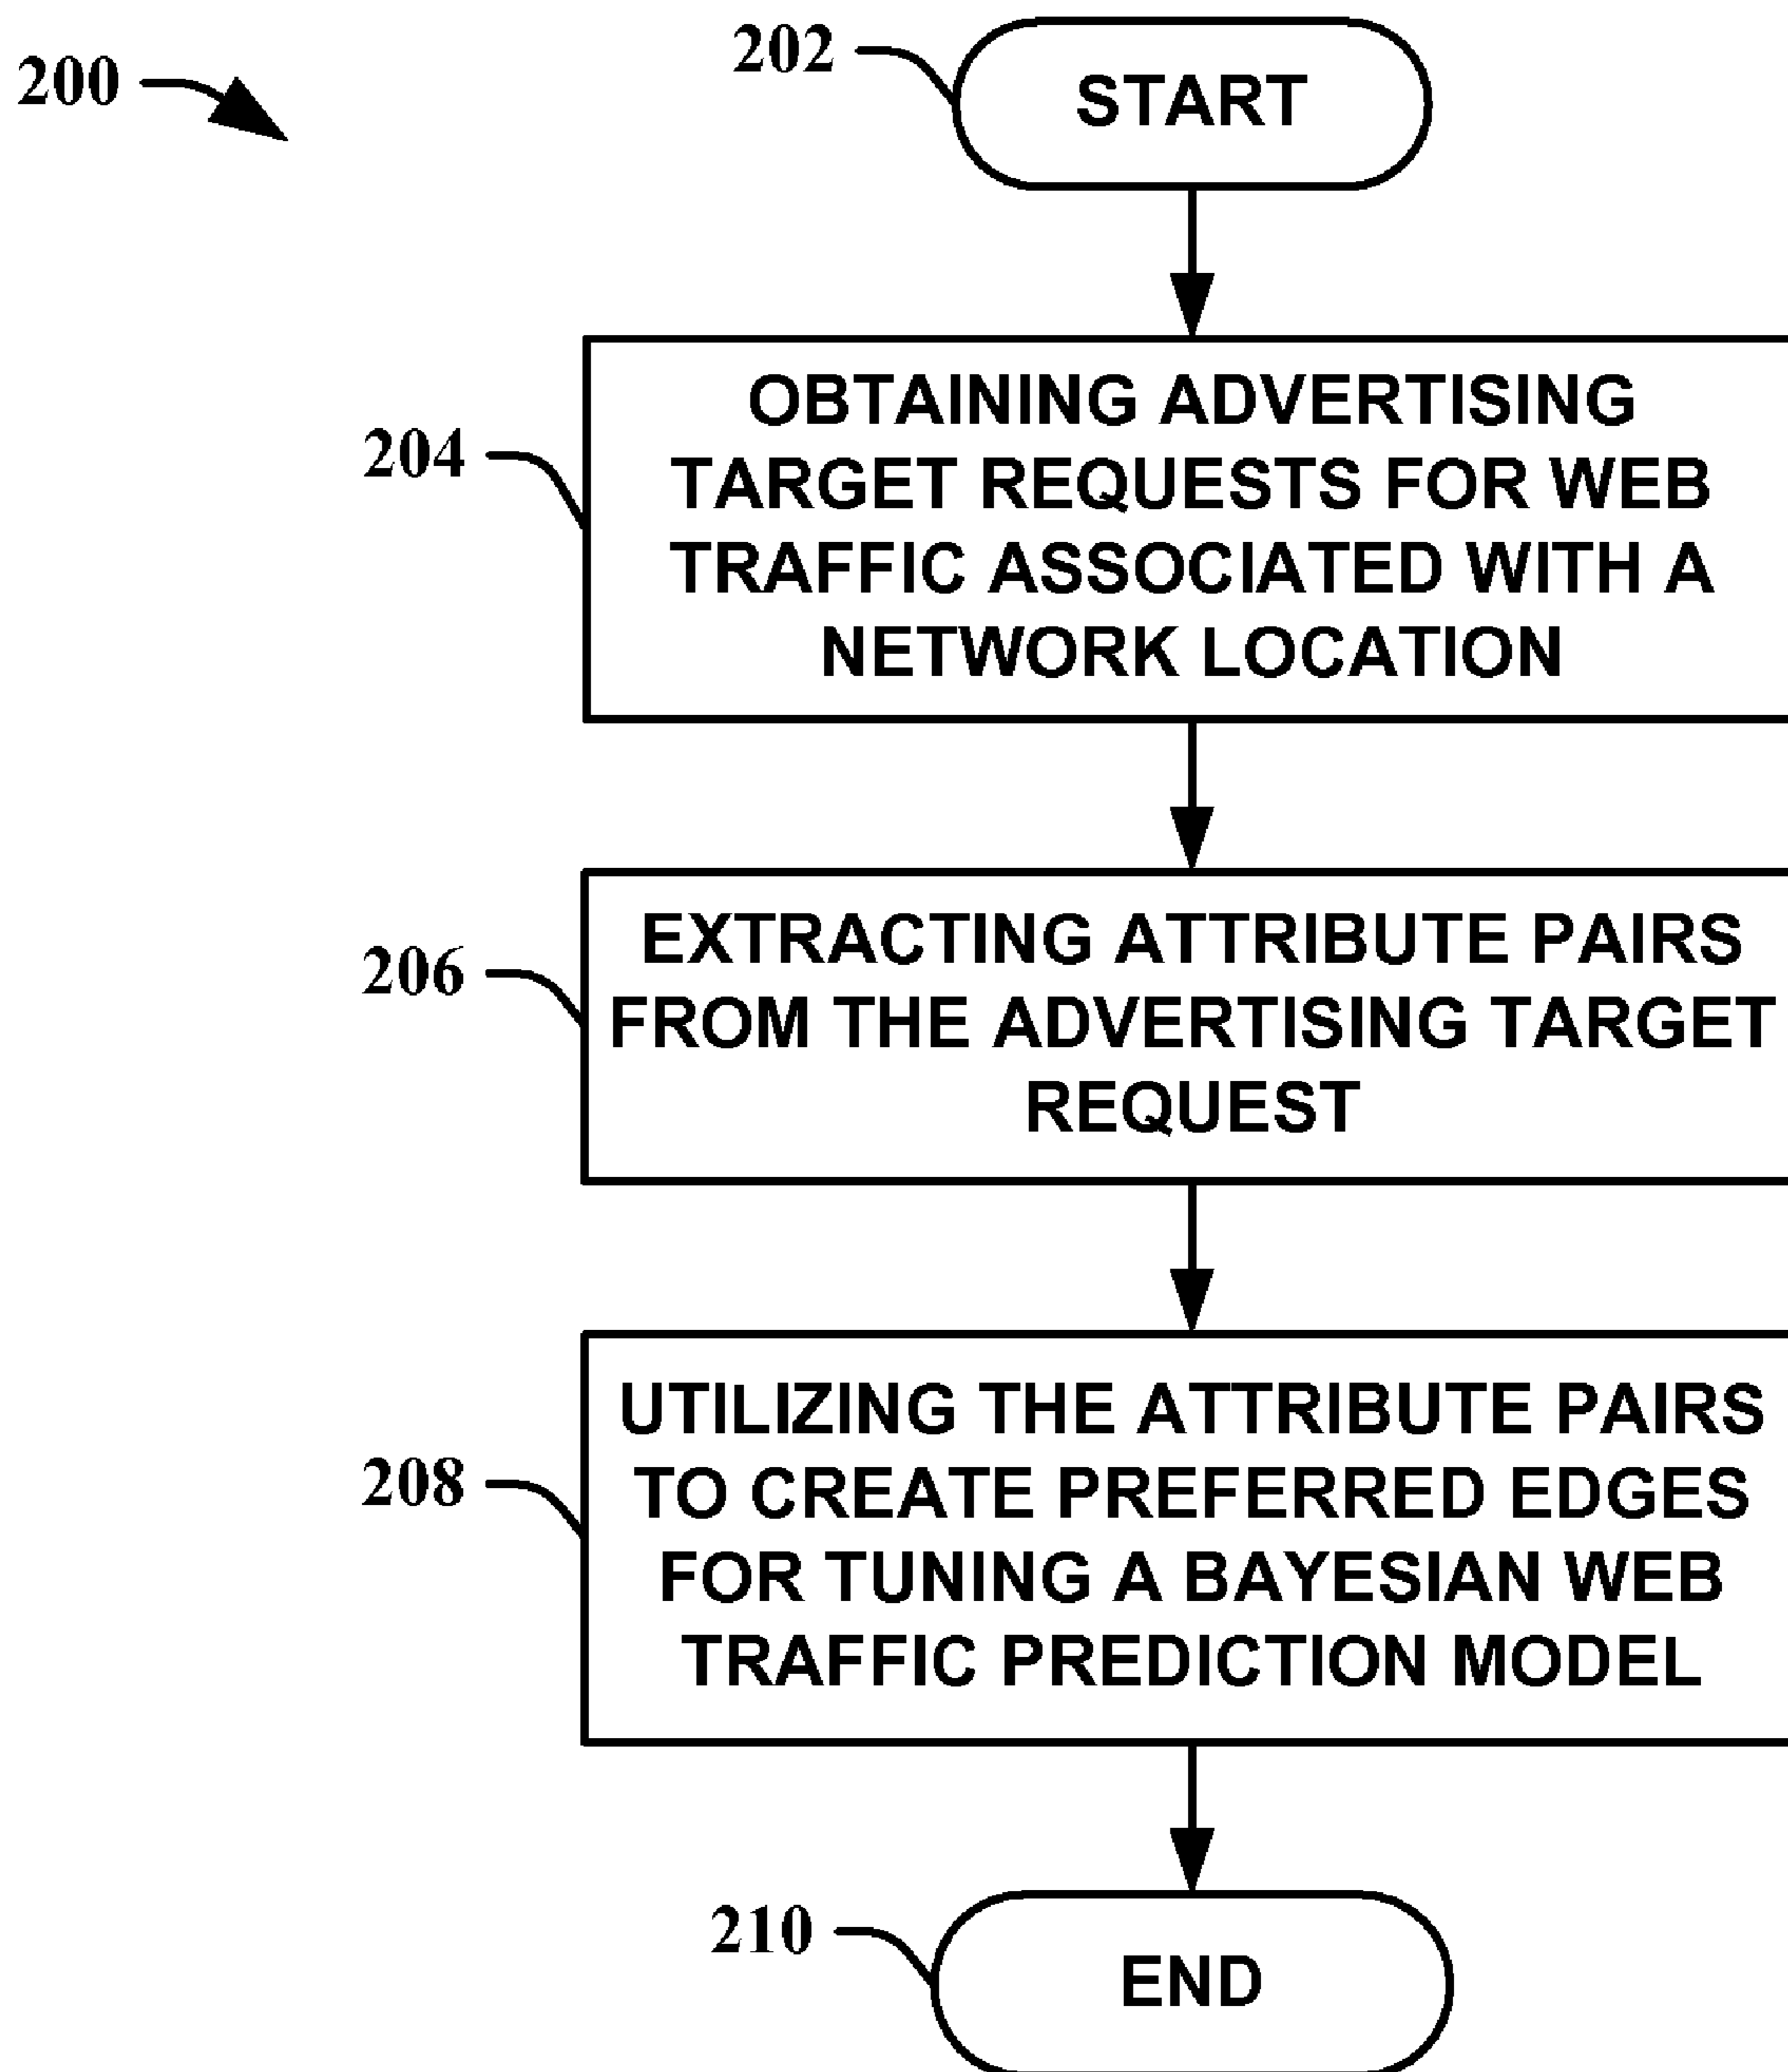 200
202
START
204
OBTAINING ADVERTISING
TARGET REQUESTS FOR WEB
TRAFFIC ASSOCIATED WITH A
NETWORK LOCATION
206
EXTRACTING ATTRIBUTE PAIRS
FROM THE ADVERTISING TARGET
REQUEST
208
UTILIZING THE ATTRIBUTE PAIRS
TO CREATE PREFERRED EDGES
FOR TUNING A BAYESIAN WEB
TRAFFIC PREDICTION MODEL
210
END